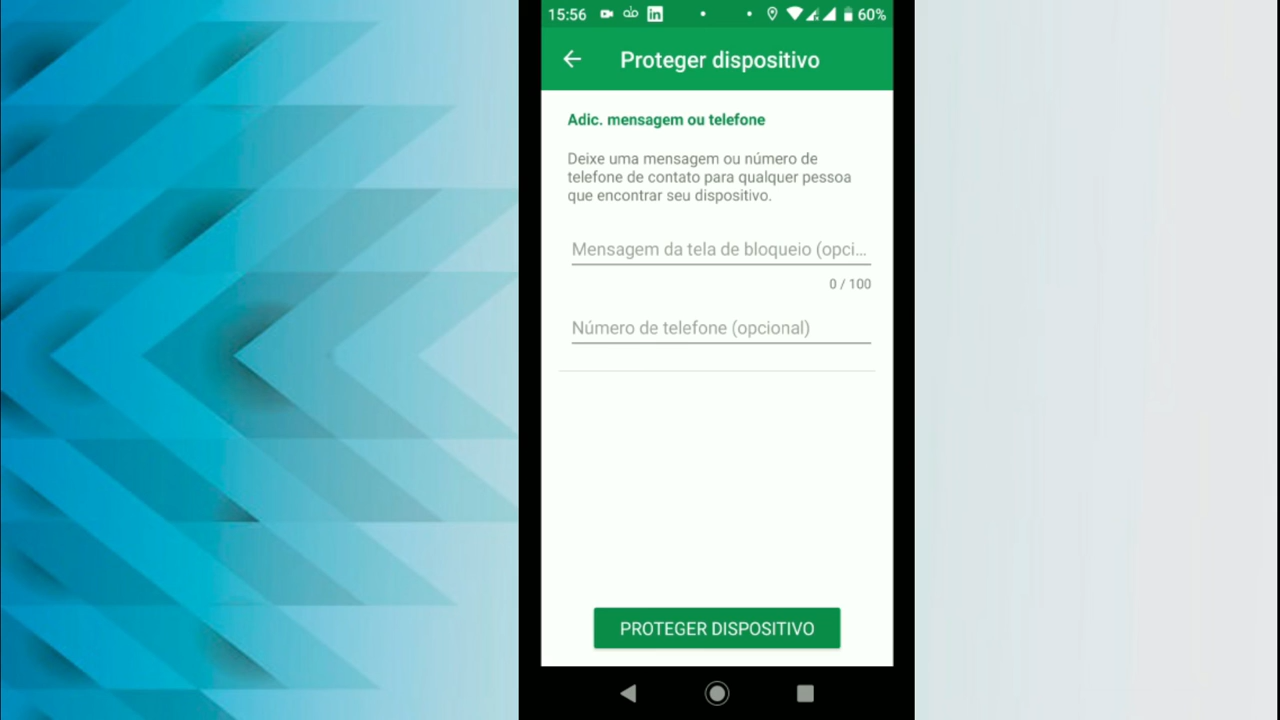 15:56
in
60%
Proteger dispositivo
Adic. mensagem ou telefone
Deixe uma mensagem ou número de
telefone de contato para qualquer pessoa
que encontrar seu dispositivo.
Mensagem da tela de bloqueio (opci...
0 / 100
Número de telefone (opcional)
PROTEGER DISPOSITIVO